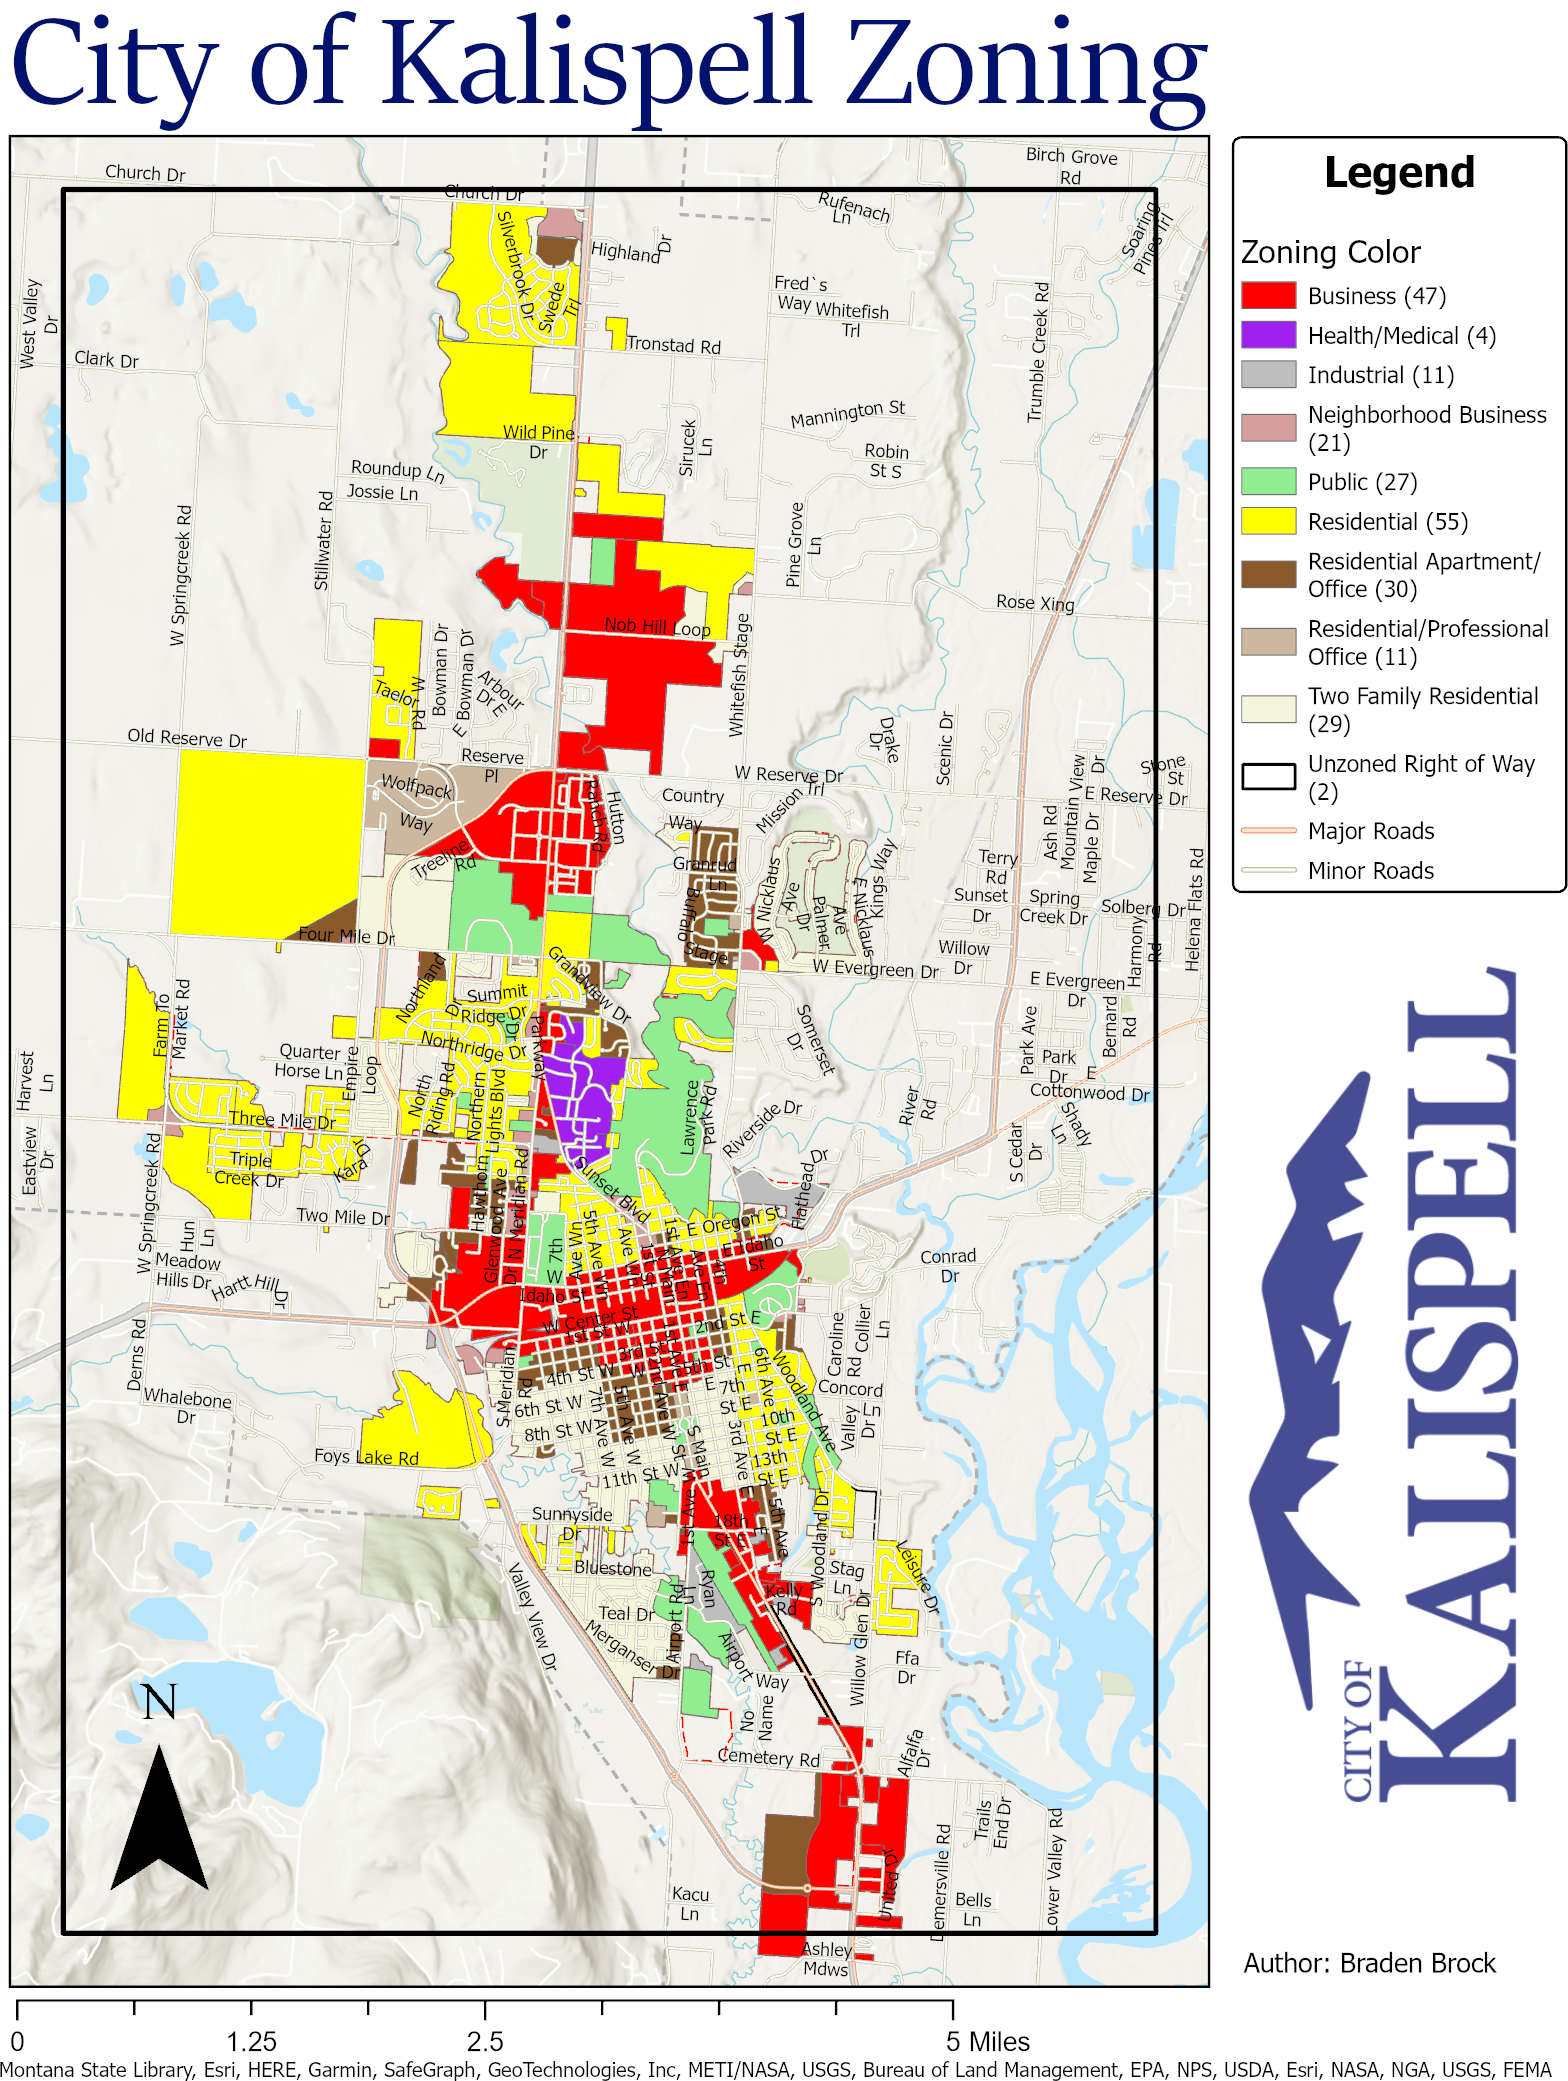 City of Kalispell Zoning
Church Dr
Church Dr
Birch Grove
Rd
Rufenach
Ln
Soaring
Pines Trl
Silverbrook Dr
Swede
Trl
Highland
Dr
Fred`s
Way Whitefish
Trl
West Valley
Dr
Clark Dr
Tronstad Rd
Trumble Creek Rd
Mannington St
Wild Pine
Dr
Sirucek
Ln
Robin
St S
Roundup Ln
Jossie Ln
Stillwater Rd
W Springcreek Rd
Pine Grove
Ln
Rose Xing
Nob Hill Loop
Whitefish Stage
Taelor
W
Rd
Bowman Dr
E Bowman Dr
Arbour
Dr E
Old Reserve Dr
Reserve
Pl
W Reserve Dr
Drake
Dr
Scenic Dr
Stone
St
E Reserve Dr
Wolfpack
Way
Hutton
Ranch Rd
Country
Way
Mission Trl
Ash Rd
Mountain View
Dr
Maple Dr
Treeline
Rd
Granrud
Ln
Buffalo
Stage
M Nicklaus
Ave
Palmer
Dr
E Nicklaus
Ave
Kings Way
Terry
Rd
Sunset
Dr
Spring
Creek Dr
Solberg Dr
Harmony
Rd
Helena Flats Rd
Four Mile Dr
Willow
Dr
W Evergreen Dr
E Evergreen
Dr
Northland
Dr
Grandview Dr
Summit
Ridge Dr
Farm To
Market Rd
Northridge Dr
Parkway
Somerset
Dr
Park Ave
Bernard
Rd
Park
Dr
E
Cottonwood Dr
Quarter
Horse Ln
Empire
Loop
Harvest
Ln
North
Riding Rd
Northern
Lights Blvd
Lawrence
Park Rd
Riverside Dr
River
Rd
Shady
Ln
S Cedar
Dr
Three Mile Dr
Eastview
Dr
Triple
Creek Dr
Kara
Dr
W Springcreek Rd
Sunset Blvd
Flathead
Dr
Two Mile Dr
Hun
Ln
Hawthorn
Ave
Glenwood
Dr
N Meridian Rd
7th
W
5th Ave Wn
Ave Wn
E Oregon St
E Idaho
St
4th
Ave En
Meadow
Hills Dr
Hartt Hill
Dr
Conrad
Dr
Idaho St
W Center St
1st St W
2nd St E
3rd St
W
4th St W
5th St
E
6th St W
7th
St E
8th St W
7th Ave W
5th Ave W
2nd Ave W
S Meridian
Rd
6th Ave
E
Woodland Ave
Caroline
Rd
Collier
Ln
Concord
Ln
Valley
Dr
Derns Rd
Whalebone
Dr
10th
St E
13th
St E
3rd Ave E
S Main
St
11th St W
Foys Lake Rd
Sunnyside
Dr
1st Ave
W
18th
St E
5th Ave
E
S Woodland Dr
Leisure Dr
Bluestone
Stag
Ln
Kelly
Rd
Ryan
Ln
Valley View Dr
Teal Dr
Merganser Dr
Airport Rd
Airport
Way
Willow Glen Dr
Ffa
Dr
No
Name
Cemetery Rd
Alfalfa
Dr
Trails
End Dr
Demersville Rd
Lower Valley Rd
United Dr
Kacu
Ln
Bells
Ln
Ashley
Mdws
N
0
1.25
2.5
5 Miles
Legend
Zoning Color
Business (47)
Health/Medical (4)
Industrial (11)
Neighborhood Business
(21)
Public (27)
Residential (55)
Residential Apartment/
Office (30)
Residential/Professional
Office (11)
Two Family Residential
(29)
Unzoned Right of Way
(2)
Major Roads
Minor Roads
CITY OF
KALISPELL
Author: Braden Brock
Montana State Library, Esri, HERE, Garmin, SafeGraph, GeoTechnologies, Inc, METI/NASA, USGS, Bureau of Land Management, EPA, NPS, USDA, Esri, NASA, NGA, USGS, FEMA